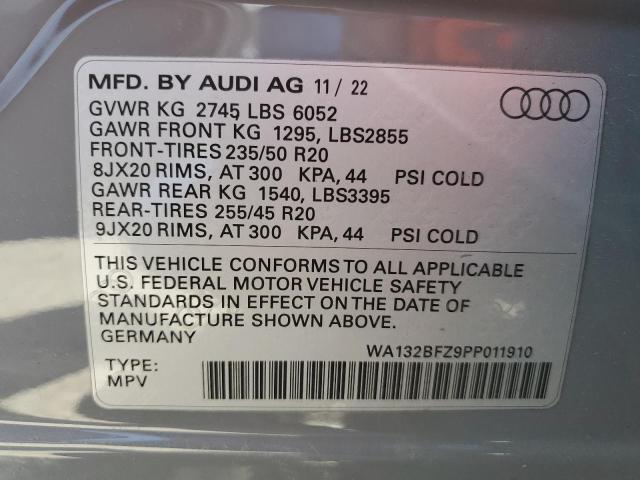 MFD. BY AUDI AG 11/ 22
GVWR KG 2745 LBS 6052
GAWR FRONT KG 1295, LBS2855
FRONT-TIRES 235/50 R20
8JX20 RIMS, AT 300 KPA, 44 PSI COLD
GAWR REAR KG 1540, LBS3395
REAR-TIRES 255/45 R20
9JX20 RIMS, AT 300 KPA, 44 PSI COLD
THIS VEHICLE CONFORMS TO ALL APPLICABLE
U.S. FEDERAL MOTOR VEHICLE SAFETY
STANDARDS IN EFFECT ON THE DATE OF
MANUFACTURE SHOWN ABOVE.
GERMANY
WA132BFZ9PP011910
TYPE:
MPV